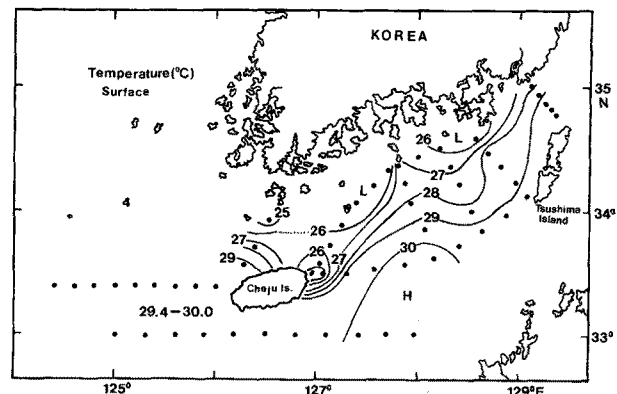 KOREA
Temperature(°C)
Surface
35
N
26
L
27
L
28
4
25
29
34
Tsushima
Island
26
27
26
30
29
27
Cheju Is.
H
29.4-30.0
33°
125°
127°
129°E